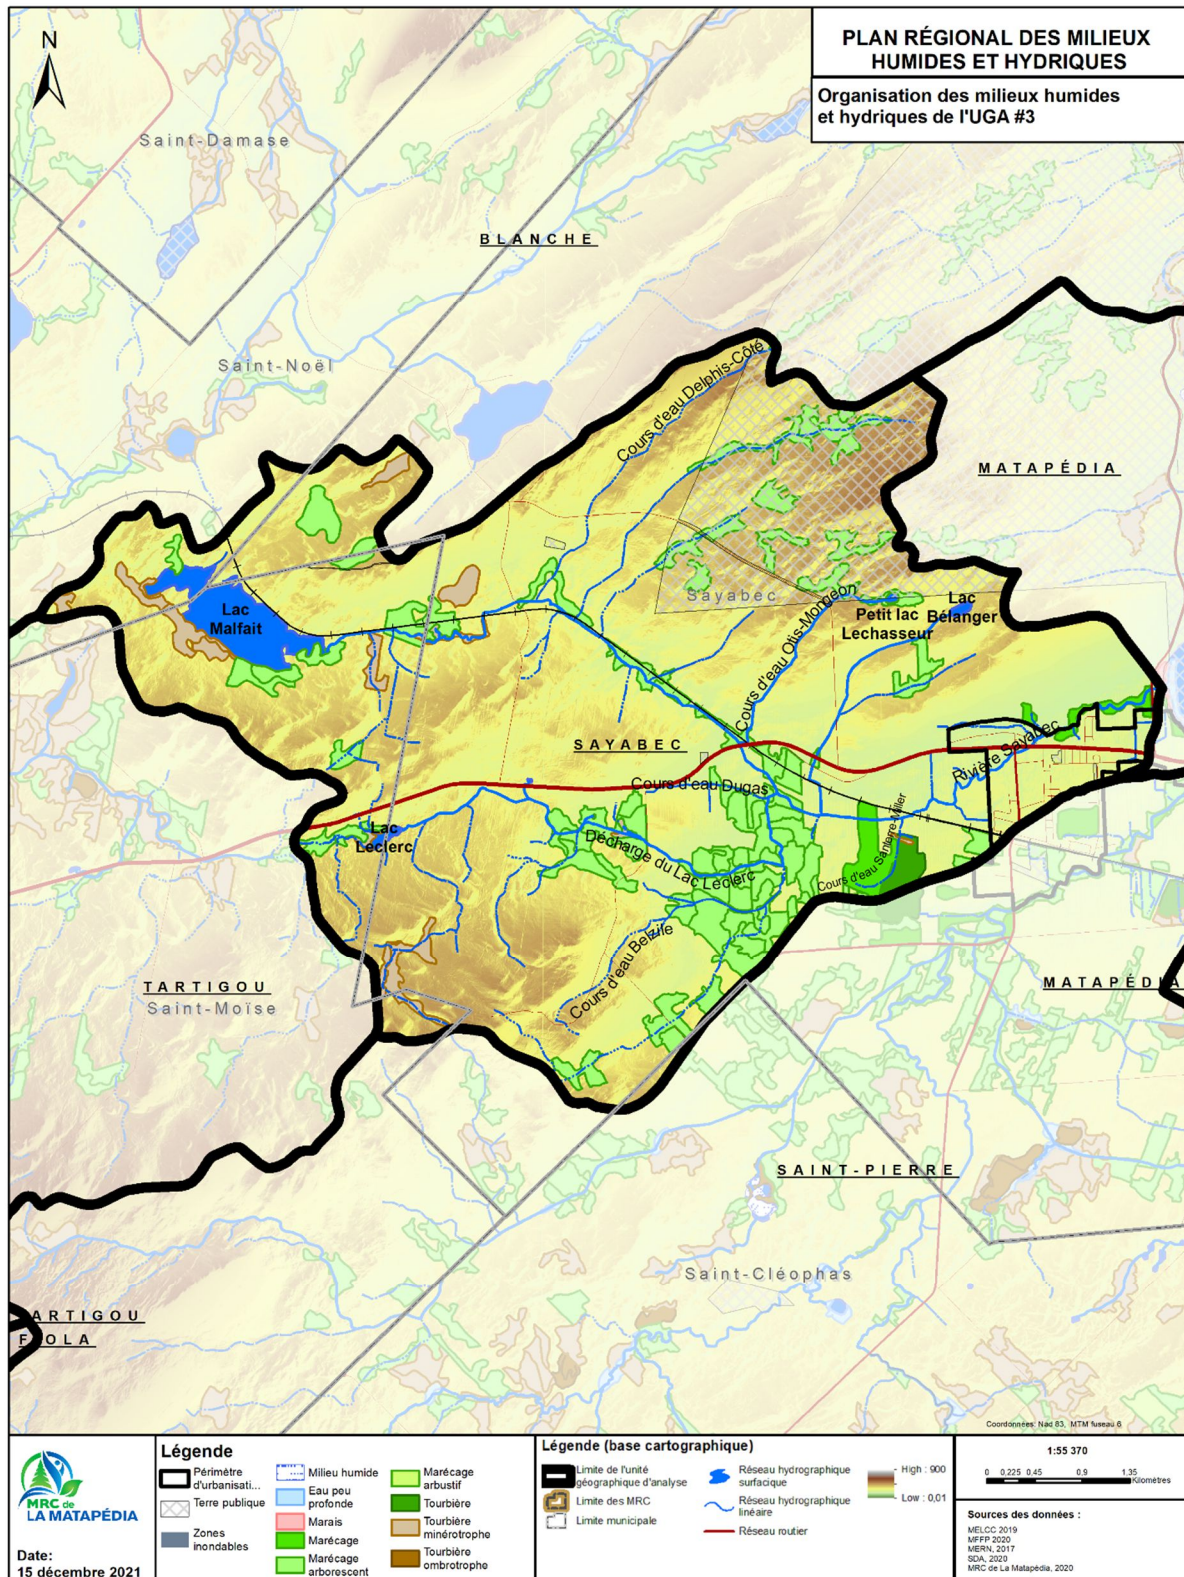 PLAN RÉGIONAL DES MILIEUX
HUMIDES ET HYDRIQUES
Organisation des milieux humides
et hydriques de l'UGA #3
N
Saint-Damase
BLANCHE
Saint-Noël
Cours d'eau Delphis-Côté
MATAPÉDIA
Sayabec
Lac
Malfait
Lac
Bélanger
Petit lac
Lechasseur
Cours d'eau Otis-Morgeon
SAYABEC
Rivière Sayabec
Cours d'eau Dugas
Lac
Leclerc
Décharge du Lac Leclerc
Cours d'eau Santerre-Miller
Cours d'eau Belzile
TARTIGOU
Saint-Moïse
MATAPÉDIA
SAINT-PIERRE
Saint-Cléophas
ARTIGOU
F OLA
Coordonnées: Nad 83, MTM fuseau 6
MRC de
LA MATAPÉDIA
Date:
15 décembre 2021
Légende
Périmètre
d'urbanisati...
Terre publique
Zones
inondables
Milieu humide
Eau peu
profonde
Marais
Marécage
Marécage
arborescent
Marécage
arbustif
Tourbière
Tourbière
minérotrophe
Tourbière
ombrotrophe
Légende (base cartographique)
Limite de l'unité
géographique d'analyse
Limite des MRC
Limite municipale
Réseau hydrographique
surfacique
Réseau hydrographique
linéaire
Réseau routier
High : 900
Low : 0,01
1:55 370
0 0,225 0,45 0,9 1,35
Kilomètres
Sources des données :
MELCC 2019
MFFP 2020
MERN, 2017
SDA, 2020
MRC de La Matapédia, 2020